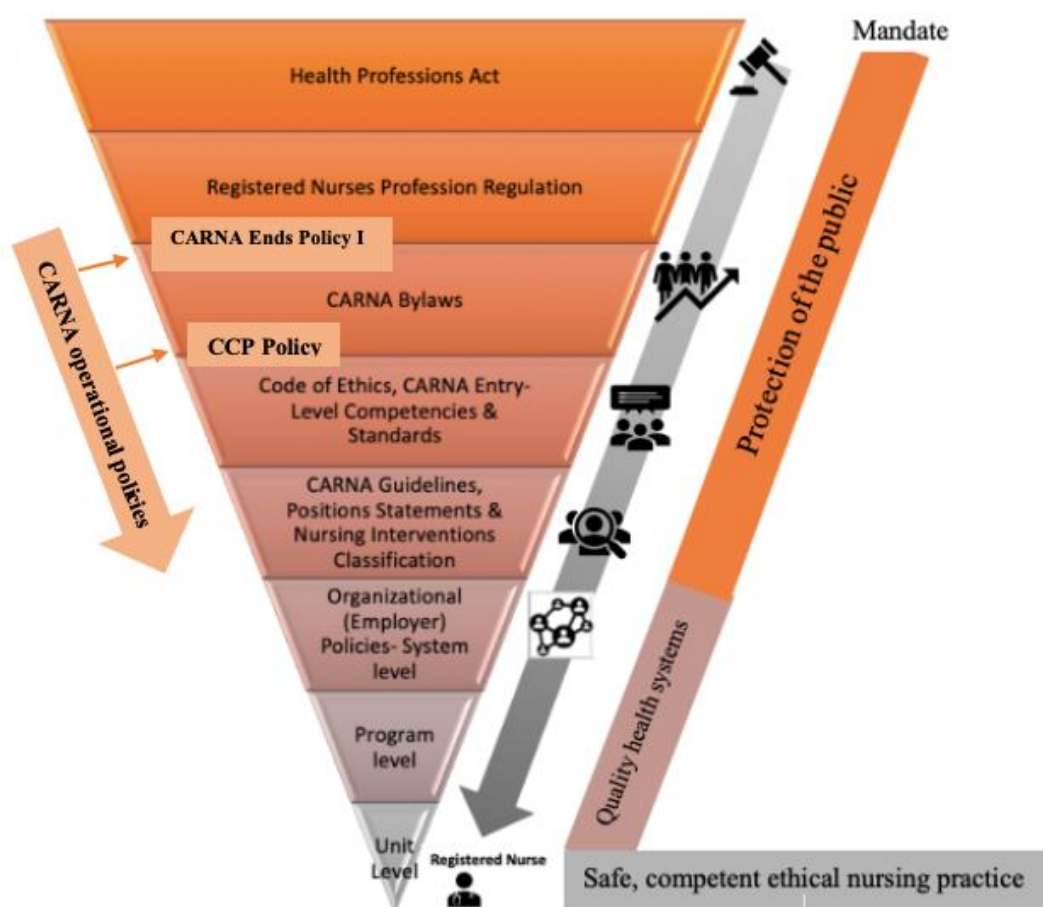 Mandate
Health Professions Act
Registered Nurses Profession Regulation
CARNA Ends Policy I
CARNA Bylaws
CCP Policy
Code of Ethics, CARNA Entry-
Level Competencies &
Standards
CARNA Guidelines,
Positions Statements &
Nursing Interventions
Classification
Organizational
(Employer)
Policies- System
level
Program
level
Unit
Level
Registered Nurse
CARNA operational policies
Protection of the public
Quality health systems
Safe, competent ethical nursing practice